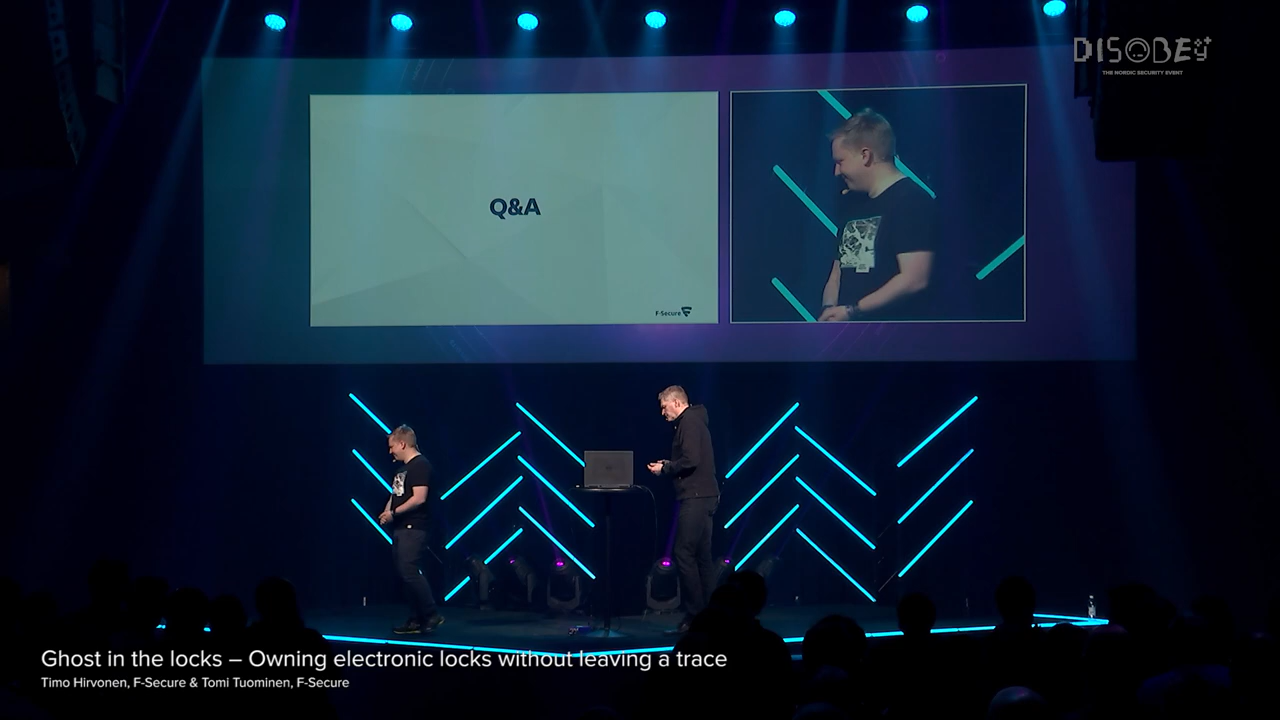 DISOBEY
THE NORDIC SECURITY EVENT
Q&A
F-Secure
Ghost in the locks – Owning electronic locks without leaving a trace
Timo Hirvonen, F-Secure & Tomi Tuominen, F-Secure